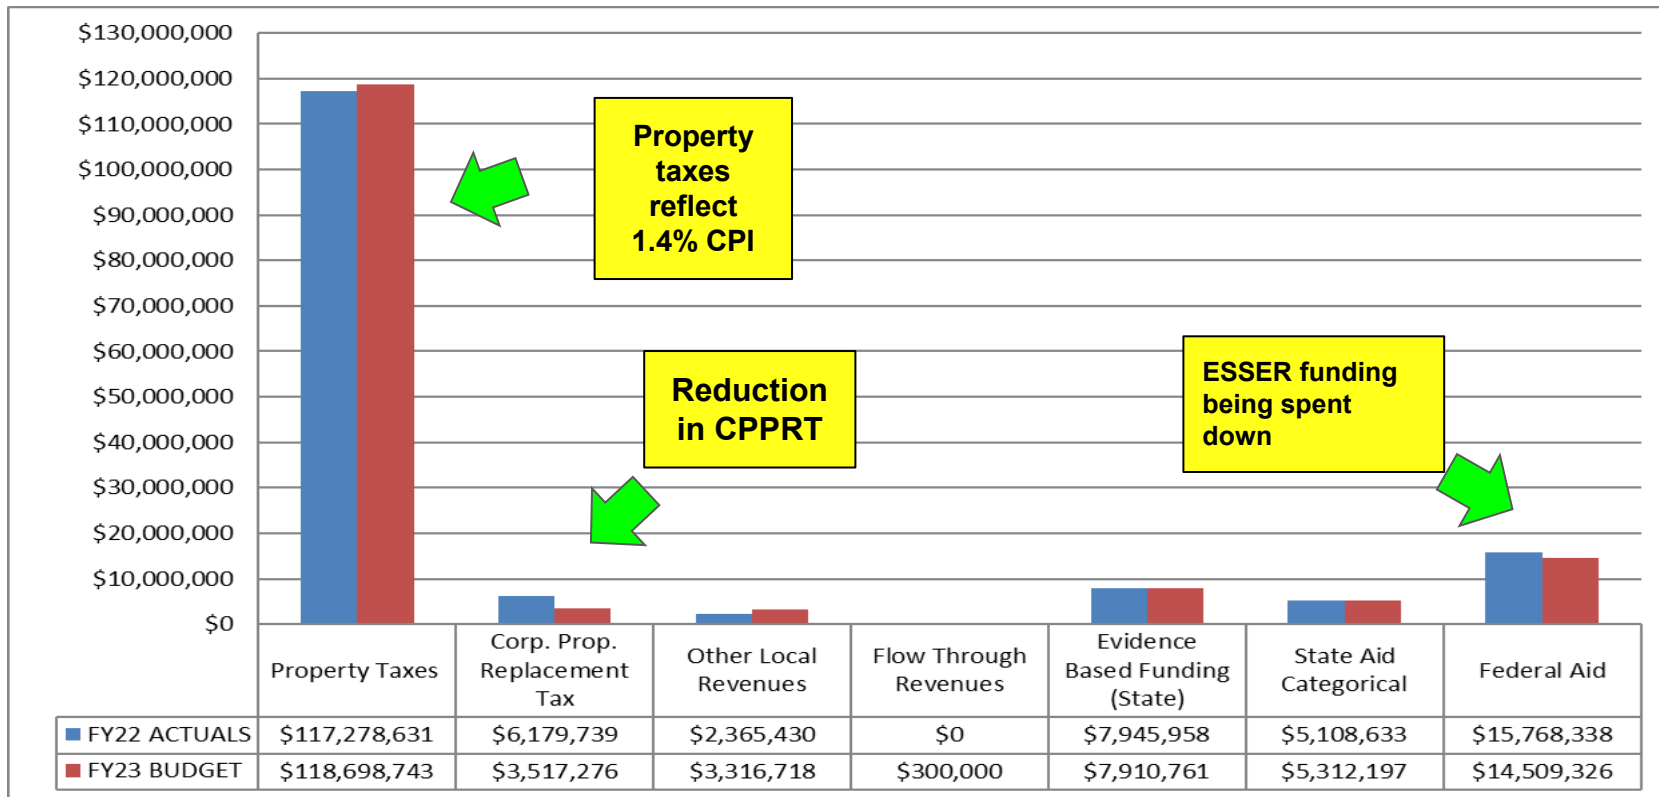 $130,000,000
$120,000,000
$110,000,000
$100,000,000
$90,000,000
$80,000,000
$70,000,000
$60,000,000
$50,000,000
$40,000,000
$30,000,000
$20,000,000
$10,000,000
$0
Property
taxes
reflect
1.4% CPI
Reduction
in CPPRT
ESSER funding
being spent
down
Property Taxes
Corp. Prop.
Replacement
Tax
Other Local
Revenues
Flow Through
Revenues
Evidence
Based Funding
(State)
State Aid
Categorical
Federal Aid
FY22 ACTUALS $117,278,631 $6,179,739 $2,365,430 $0 $7,945,958 $5,108,633 $15,768,338
FY23 BUDGET $118,698,743 $3,517,276 $3,316,718 $300,000 $7,910,761 $5,312,197 $14,509,326